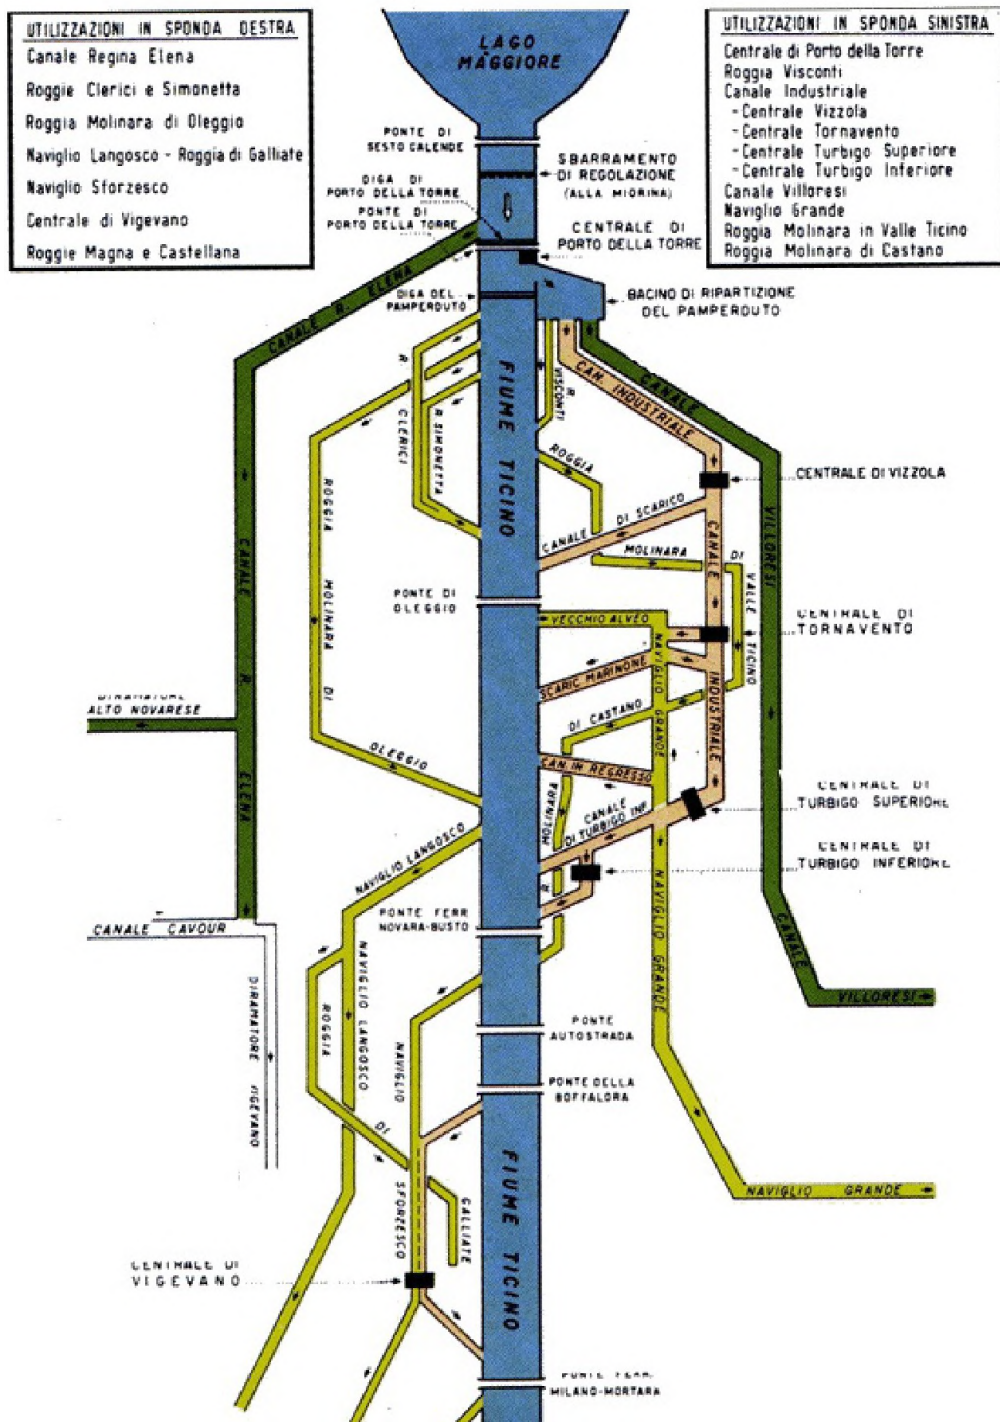 UTILIZZAZIONI IN SPONDA DESTRA
Canale Regina Elena
Roggie Clerici e Simonetta
Roggia Molinara di Oleggio
Naviglio Langosco - Roggia di Galliate
Naviglio Sforzesco
Centrale di Vigevano
Roggie Magna e Castellana
UTILIZZAZIONI IN SPONDA SINISTRA
Centrale di Porto della Torre
Roggia Visconti
Canale Industriale
- Centrale Vizzola
- Centrale Tornavento
- Centrale Turbigo Superiore
- Centrale Turbigo Inferiore
Canale Villoresi
Naviglio Grande
Roggia Molinara in Valle Ticino
Roggia Molinara di Castano
LAGO
MAGGIORE
PONTE DI
SESTO CALENDE
SBARRAMENTO
DI REGOLAZIONE
(ALLA MIORINA)
DIGA DI
PORTO DELLA TORRE
PONTE DI
PORTO DELLA TORRE
CENTRALE DI
PORTO DELLA TORRE
DIGA DEL
PAMPERDUTO
BACINO DI RIPARTIZIONE
DEL PAMPERDUTO
CANALE R. ELENA
R. CLERICI
R. SIMONETTA
FIUME TICINO
R. VISCONTI
CAN. INDUSTRIALE
CANALE
VILLORESI
ROGGIA
CENTRALE DI VIZZOLA
CANALE DI SCARICO
MOLINARA
DI
VALLE TICINO
CANALE
INDUSTRIALE
ROGGIA MOLINARA DI
OLEGGIO
CANALE R. ELENA
PONTE DI
OLEGGIO
VECCHIO ALVEO
NAVIGLIO GRANDE
CENTRALE DI
TORNAVENTO
SCARIC MARINONE
DI CASTANO
ALTO NOVARESE
CAN. IN REGRESSO
MOLINARA
R
CANALE
DI TURBIGO INF.
CENTRALE DI
TURBIGO SUPERIORE
CENTRALE DI
TURBIGO INFERIORE
NAVIGLIO LANGOSCO
PONTE FERR
NOVARA-BUSTO
CANALE CAVOUR
DIRAMATORE VIGEVANO
NAVIGLIO LANGOSCO
ROGGIA
DI
GALLIATE
NAVIGLIO
SFORZESCO
NAVIGLIO GRANDE
CANALE
VILLORESI
PONTE
AUTOSTRADA
PONTE DELLA
BOFFALORA
FIUME TICINO
NAVIGLIO GRANDE
CENTRALE DI
VIGEVANO
PONTE FERR.
MILANO-MORTARA